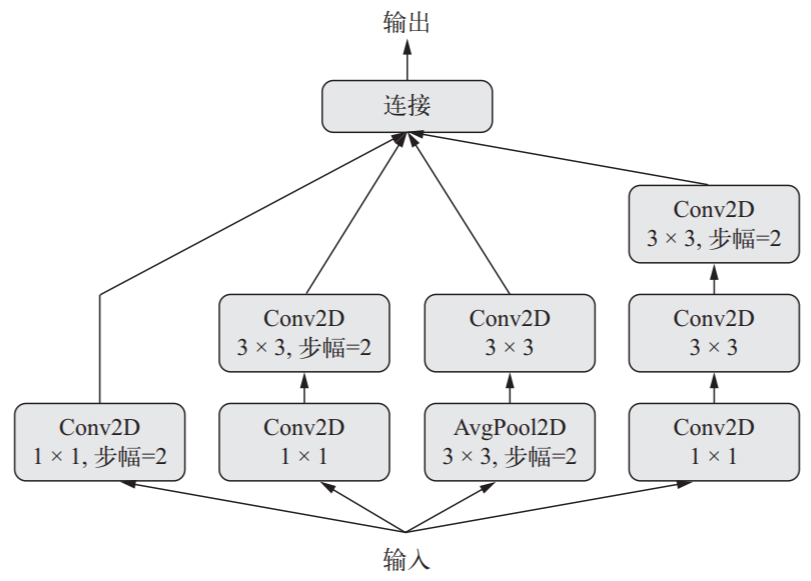 输出
连接
Conv2D
3 × 3, 步幅=2
Conv2D
3 × 3, 步幅=2
Conv2D
3 × 3
Conv2D
3 × 3
Conv2D
1 × 1, 步幅=2
Conv2D
1 × 1
AvgPool2D
3 × 3, 步幅=2
Conv2D
1 × 1
输入